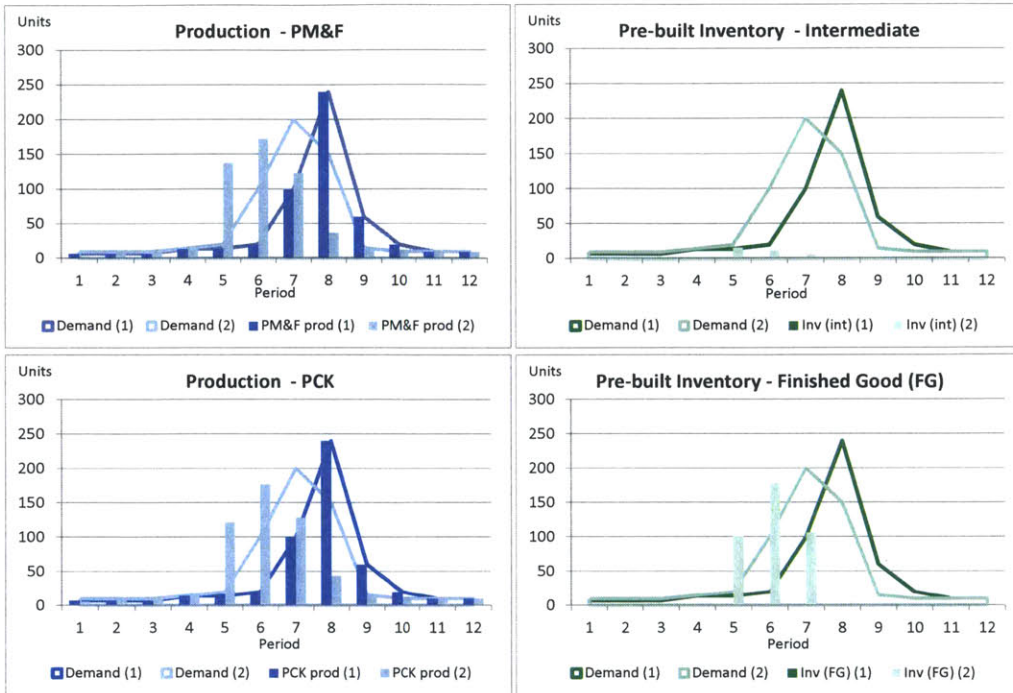 Units
Production - PM&F
300
250
200
150
100
50
0
1 2 3 4 5 6 7 8 9 10 11 12
Period
Demand (1) Demand (2) PM&F prod (1) PM&F prod (2)
Units
Pre-built Inventory - Intermediate
300
250
200
150
100
50
0
1 2 3 4 5 6 7 8 9 10 11 12
Period
Demand (1) Demand (2) Inv (int) (1) Inv (int) (2)
Units
Production - PCK
300
250
200
150
100
50
0
1 2 3 4 5 6 7 8 9 10 11 12
Period
Demand (1) Demand (2) PCK prod (1) PCK prod (2)
Units
Pre-built Inventory - Finished Good (FG)
300
250
200
150
100
50
0
1 2 3 4 5 6 7 8 9 10 11 12
Period
Demand (1) Demand (2) Inv (FG) (1) Inv (FG) (2)